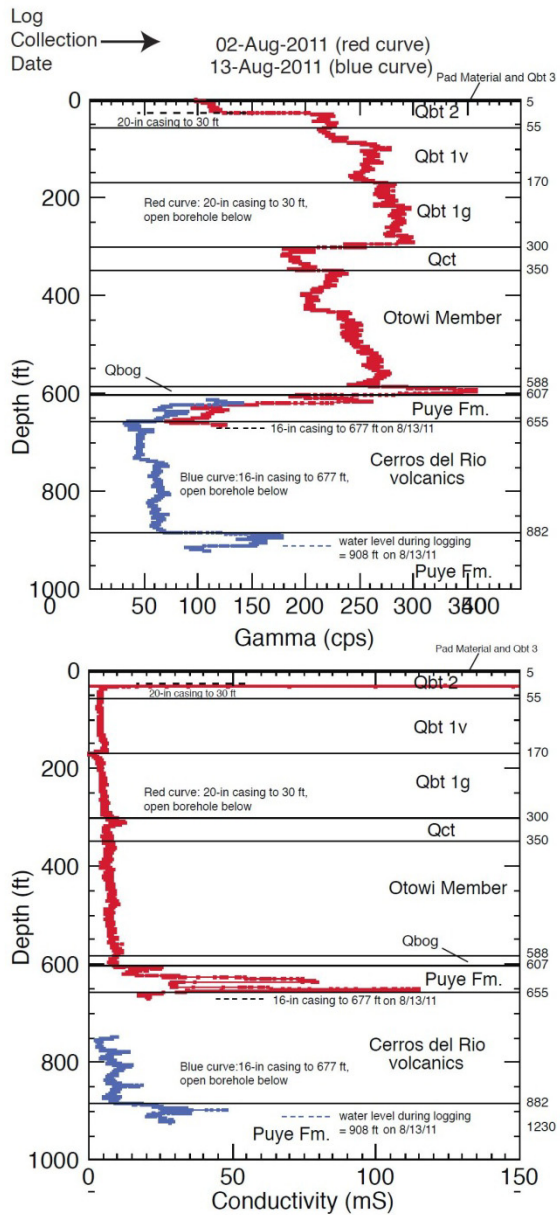 Log
Collection
Date
02-Aug-2011 (red curve)
13-Aug-2011 (blue curve)
Pad Material and Qbt 3
0
5
Qbt 2
20-in casing to 30 ft
55
Qbt 1v
170
200
Red curve: 20-in casing to 30 ft,
open borehole below
Qbt 1g
300
Qct
350
400
Otowi Member
Qbog
588
600
607
Puye Fm.
655
16-in casing to 677 ft on 8/13/11
Cerros del Rio
volcanics
Blue curve:16-in casing to 677 ft,
open borehole below
800
882
water level during logging
= 908 ft on 8/13/11
Puye Fm.
1000
Depth (ft)
0 50 100 150 200 250 300 350 400
Gamma (cps)
Pad Material and Qbt 3
0
5
Qbt 2
20-in casing to 30 ft
55
Qbt 1v
170
200
Red curve: 20-in casing to 30 ft,
open borehole below
Qbt 1g
300
Qct
350
400
Otowi Member
Qbog
588
600
607
Puye Fm.
655
16-in casing to 677 ft on 8/13/11
Cerros del Rio
volcanics
800
Blue curve:16-in casing to 677 ft,
open borehole below
882
water level during logging
= 908 ft on 8/13/11
1230
Puye Fm.
1000
Depth (ft)
0 50 100 150
Conductivity (mS)